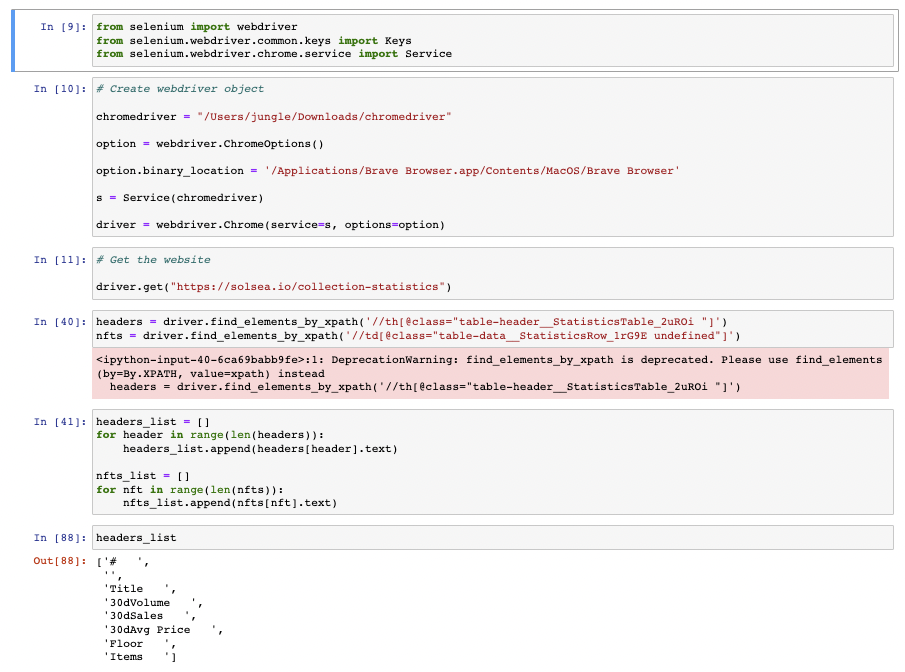 In [9]: from selenium import webdriver
from selenium.webdriver.common.keys import Keys
from selenium.webdriver.chrome.service import Service
In [10]: # Create webdriver object
chromedriver = "/Users/jungle/Downloads/chromedriver"
option = webdriver.ChromeOptions()
option.binary_location = '/Applications/Brave Browser.app/Contents/MacOS/Brave Browser'
s = Service(chromedriver)
driver = webdriver.Chrome(service=s, options=option)
In [11]: # Get the website
driver.get("https://solsea.io/collection-statistics")
In [40]: headers = driver.find_elements_by_xpath('//th[@class="table-header__StatisticsTable_2uROi "]')
nfts = driver.find_elements_by_xpath('//td[@class="table-data__StatisticsRow_1rG9E undefined"]')
<ipython-input-40-6ca69babb9fe>:1: DeprecationWarning: find_elements_by_xpath is deprecated. Please use find_elements
(by=By.XPATH, value=xpath) instead
  headers = driver.find_elements_by_xpath('//th[@class="table-header__StatisticsTable_2uROi "]')
In [41]: headers_list = []
for header in range(len(headers)):
    headers_list.append(headers[header].text)
nfts_list = []
for nft in range(len(nfts)):
    nfts_list.append(nfts[nft].text)
In [88]: headers_list
Out[88]: ['#   ',
 '',
 'Title   ',
 '30dVolume   ',
 '30dSales   ',
 '30dAvg Price   ',
 'Floor   ',
 'Items   ']